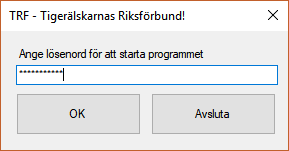 TRF - Tigerälskarnas Riksförbund!
Ange lösenord för att starta programmet
***********
OK
Avsluta